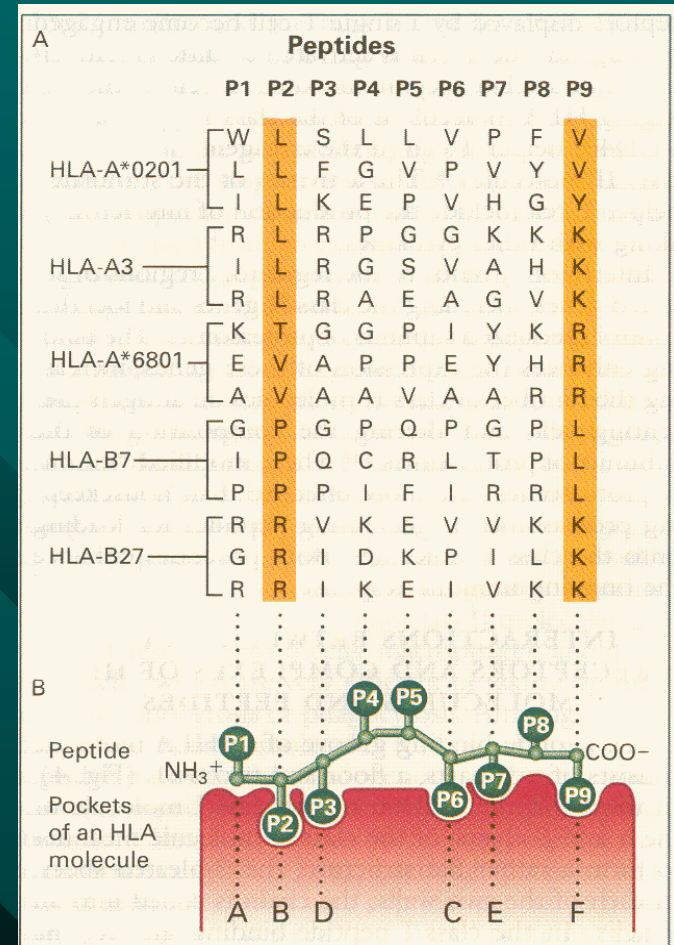 A
Peptides
P1 P2 P3 P4 P5 P6 P7 P8 P9
W L S L L V P F V
HLA-A*0201 L L F G V P V Y V
I L K E P V H G Y
R L R P G G K K K
HLA-A3 I L R G S V A H K
R L R A E A G V K
K T G G P I Y K R
HLA-A*6801 E V A P P E Y H R
A V A A V A A R R
G P G P Q P G P L
HLA-B7 I P Q C R L T P L
P P P I F I R R L
R R V K E V V K K
HLA-B27 G R I D K P I L K
R R I K E I V K K
B
P4 P5
P1 P8
Peptide
NH3+ COO−
P7
P3 P6 P9
P2
Pockets
of an HLA
molecule
A B D C E F